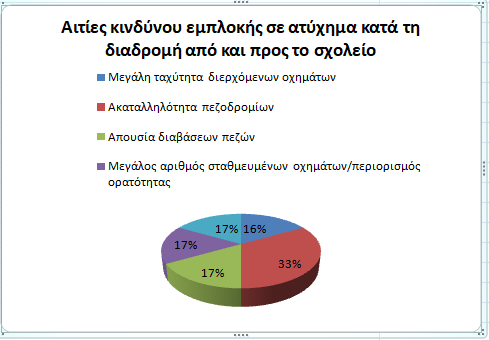 Αιτίες κινδύνου εμπλοκής σε ατύχημα κατά τη
διαδρομή από και προς το σχολείο
Μεγάλη ταχύτητα διερχόμενων οχημάτων
Ακαταλληλότητα πεζοδρομίων
Απουσία διαβάσεων πεζών
Μεγάλος αριθμός σταθμευμένων οχημάτων/περιορισμός
ορατότητας
17% 16%
17%
33%
17%